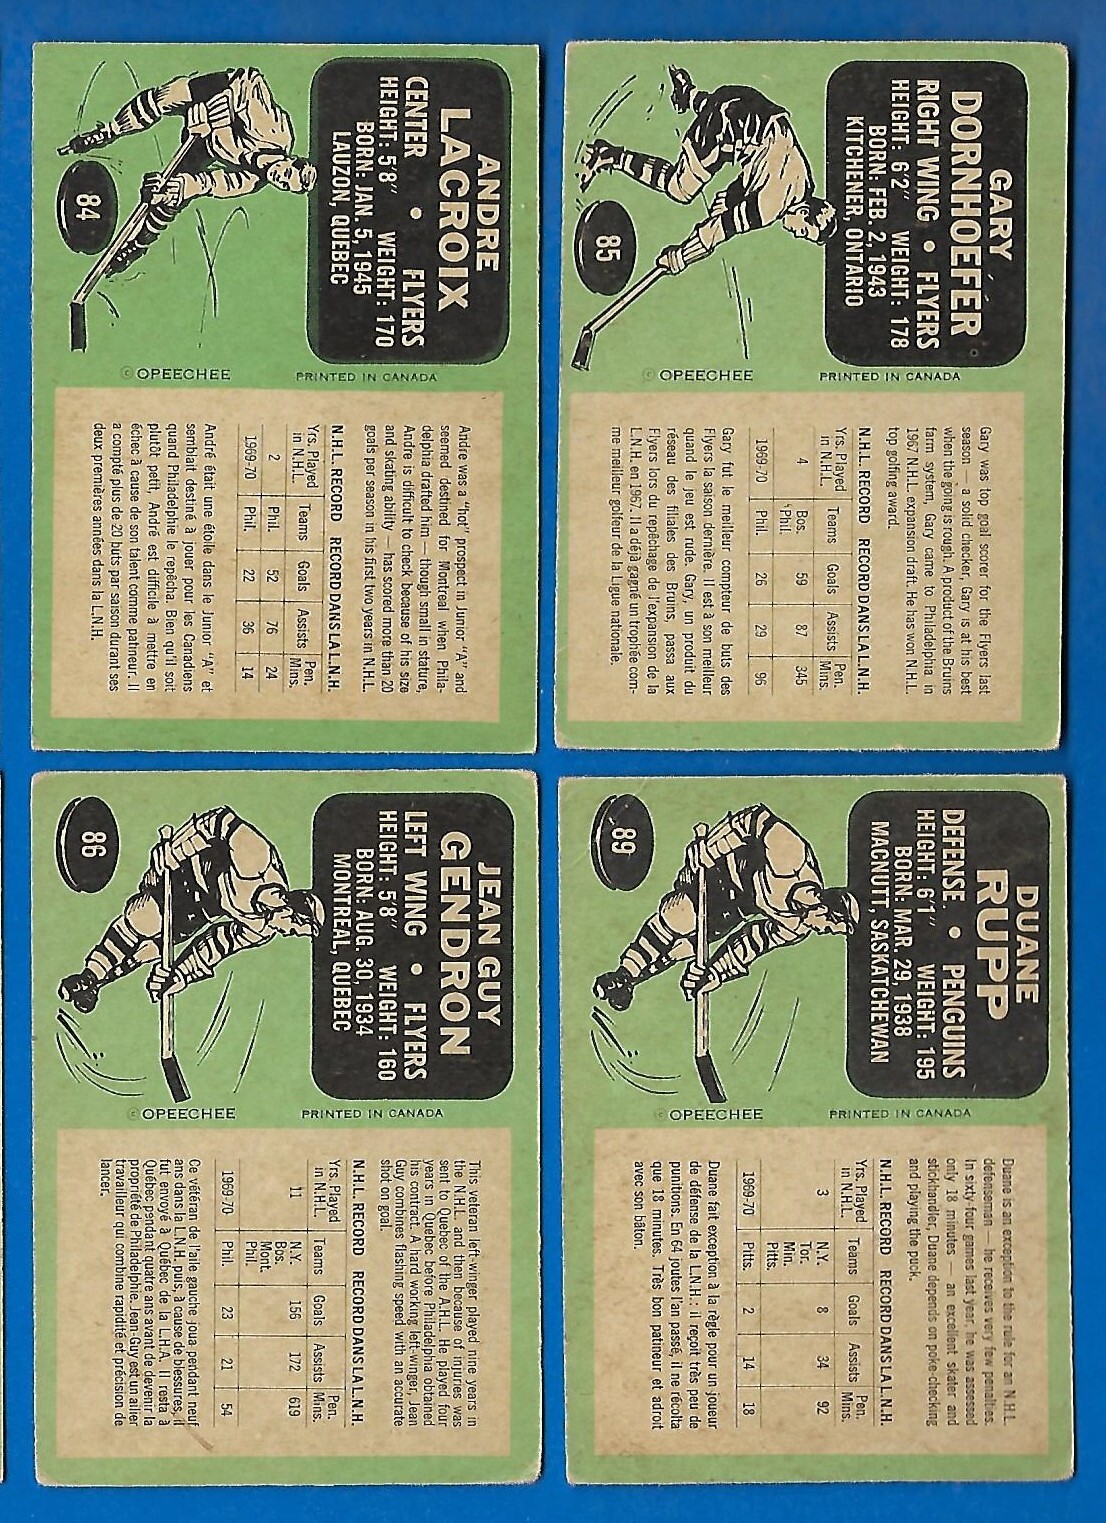 ANDRE
LACROIX
CENTER • FLYERS
HEIGHT: 5'8" WEIGHT: 170
BORN: JAN. 5, 1945
LAUZON, QUEBEC
84
© OPEECHEE PRINTED IN CANADA
Andre was a "hot" prospect in Junior "A" and
seemed destined for Montreal when Phila-
delphia drafted him — though small in stature,
Andre is difficult to check because of his size
and skating ability — has scored more than 20
goals per season in his first two years in N.H.L.
N.H.L. RECORD RECORD DANS LA L.N.H.
Yrs. Played Teams Goals Assists Pen.
in N.H.L. Mins.
2 Phil. 52 76 24
1969-70 Phil. 22 36 14
André était une étoile dans le Junior "A" et
semblait destiné à jouer pour les Canadiens
quand Philadelphie le repêcha. Bien qu'il soit
plutôt petit, André est difficile à mettre en
échec à cause de son talent comme patineur. Il
a compté plus de 20 buts par saison durant ses
deux premières années dans la L.N.H.
GARY
DORNHOEFER
RIGHT WING • FLYERS
HEIGHT: 6'2" WEIGHT: 178
BORN: FEB. 2, 1943
KITCHENER, ONTARIO
85
© OPEECHEE PRINTED IN CANADA
Gary was top goal scorer for the Flyers last
season — a solid checker, Gary is at his best
when the going is rough. A product of the Bruins
farm system, Gary came to Philadelphia in
1967 N.H.L. expansion draft. He has won N.H.L.
top golfing award.
N.H.L. RECORD RECORD DANS LA L.N.H.
Yrs. Played Teams Goals Assists Pen.
in N.H.L. Mins.
4 Bos. 59 87 345
Phil.
1969-70 Phil. 26 29 96
Gary fut le meilleur compteur de buts des
Flyers la saison dernière. Il est à son meilleur
quand le jeu est rude. Gary, un produit du
réseau des filiales des Bruins, passa aux
Flyers lors du repêchage de l'expansion de la
L.N.H. en 1967. Il a déjà gagné un trophée com-
me meilleur golfeur de la Ligue nationale.
JEAN GUY
GENDRON
LEFT WING • FLYERS
HEIGHT: 5'8" WEIGHT: 160
BORN: AUG. 30, 1934
MONTREAL, QUEBEC
86
© OPEECHEE PRINTED IN CANADA
This veteran left-winger played nine years in
the N.H.L. and then because of injuries was
sent to Quebec of the A.H.L. He played four
years in Quebec before Philadelphia obtained
his contract. A hard working left-winger, Jean
Guy combines flashing speed with an accurate
shot on goal.
N.H.L. RECORD RECORD DANS LA L.N.H.
Yrs. Played Teams Goals Assists Pen.
in N.H.L. Mins.
11 N.Y. 156 172 619
Bos.
Mont.
1969-70 Phil. 23 21 54
Ce vétéran de l'aile gauche joua pendant neuf
ans dans la L.N.H. puis, à cause de blessures, il
fut envoyé à Québec de la L.H.A. Il resta à
Québec pendant quatre ans avant de devenir la
propriété de Philadelphie. Jean-Guy est un ailier
travailleur qui combine rapidité et précision de
lancer.
DUANE
RUPP
DEFENSE. • PENGUINS
HEIGHT: 6'1" WEIGHT: 195
BORN: MAR. 29, 1938
MACNUTT, SASKATCHEWAN
89
© OPEECHEE PRINTED IN CANADA
Duane is an exception to the rule for an N.H.L.
defenseman — he receives very few penalties.
In sixty-four games last year, he was assessed
only 18 minutes — an excellent skater and
stickhandler, Duane depends on poke-checking
and playing the puck.
N.H.L. RECORD RECORD DANS LA L.N.H.
Yrs. Played Teams Goals Assists Pen.
in N.H.L. Mins.
3 N.Y. 8 34 92
Tor.
Min.
Pitts.
1969-70 Pitts. 2 14 18
Duane fait exception à la règle pour un joueur
de défense de la L.N.H.: il reçoit très peu de
punitions. En 64 joutes l'an passé, il ne récolta
que 18 minutes. Très bon patineur et adroit
avec son bâton.